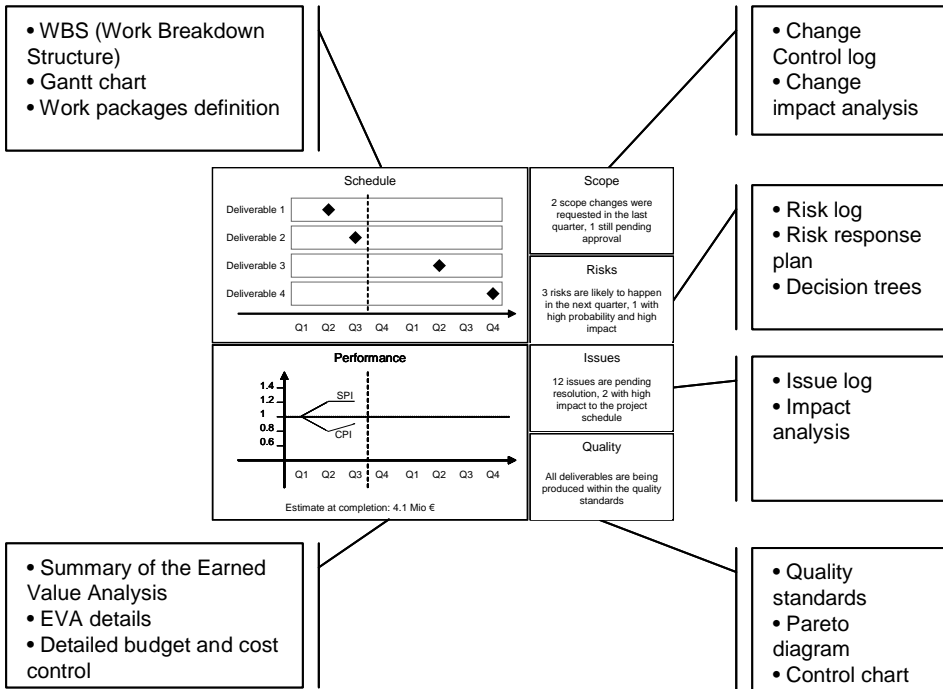 • WBS (Work Breakdown
Structure)
• Gantt chart
• Work packages definition
• Change
Control log
• Change
impact analysis
Schedule
Deliverable 1
Deliverable 2
Deliverable 3
Deliverable 4
Q1 Q2 Q3 Q4 Q1 Q2 Q3 Q4
Scope
2 scope changes were
requested in the last
quarter, 1 still pending
approval
Risks
3 risks are likely to happen
in the next quarter, 1 with
high probability and high
impact
• Risk log
• Risk response
plan
• Decision trees
Performance
1.4
1.2
1
0.8
0.6
SPI
CPI
Q1 Q2 Q3 Q4 Q1 Q2 Q3 Q4
Estimate at completion: 4.1 Mio €
Issues
12 issues are pending
resolution, 2 with high
impact to the project
schedule
Quality
All deliverables are being
produced within the quality
standards
• Issue log
• Impact
analysis
• Summary of the Earned
Value Analysis
• EVA details
• Detailed budget and cost
control
• Quality
standards
• Pareto
diagram
• Control chart